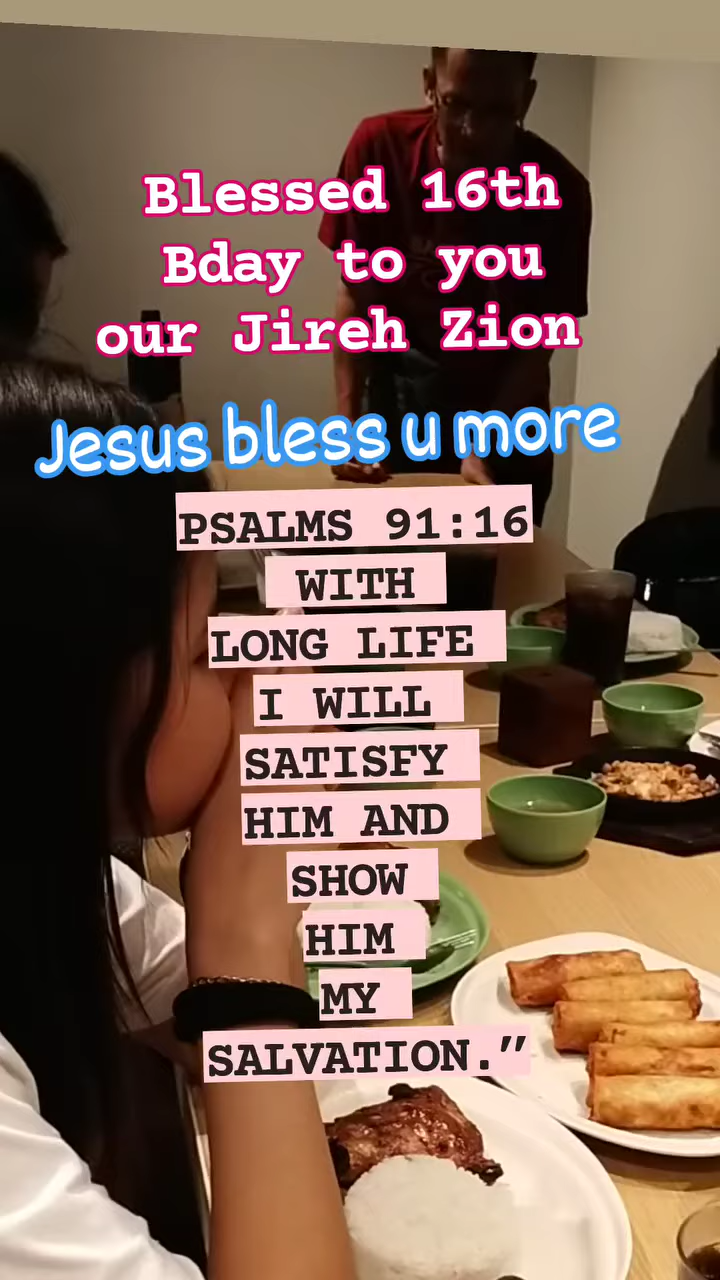 Blessed 16th
Bday to you
our Jireh Zion
Jesus bless u more
PSALMS 91:16
WITH
LONG LIFE
I WILL
SATISFY
HIM AND
SHOW
HIM
MY
SALVATION.”